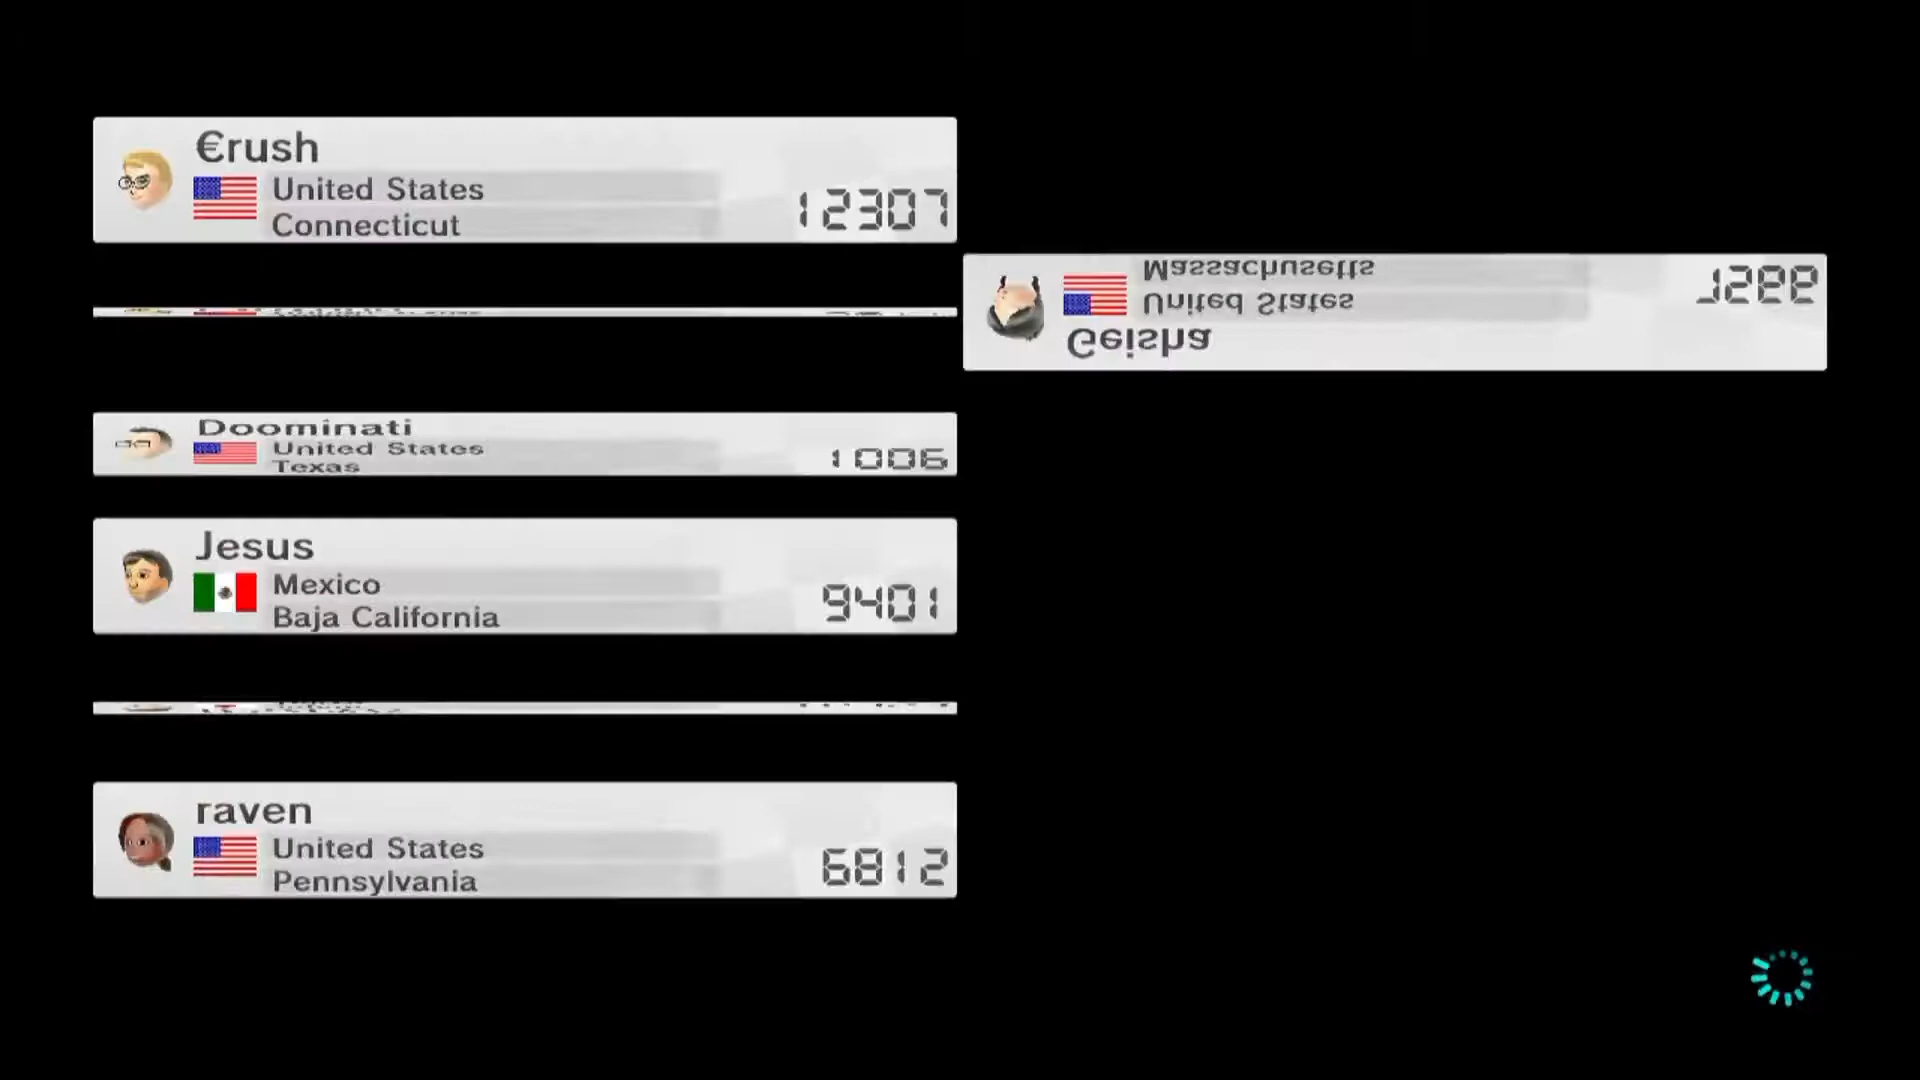 €rush
United States
Connecticut
12307
Geisha
United States
Massachusetts
Doominati
United States
Texas
1006
Jesus
Mexico
Baja California
9401
raven
United States
Pennsylvania
6812